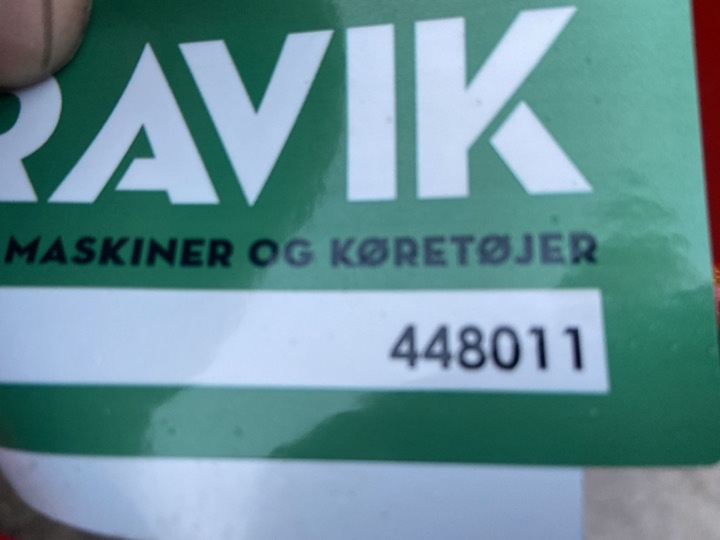 RAVIK
MASKINER OG KØRETØJER
448011